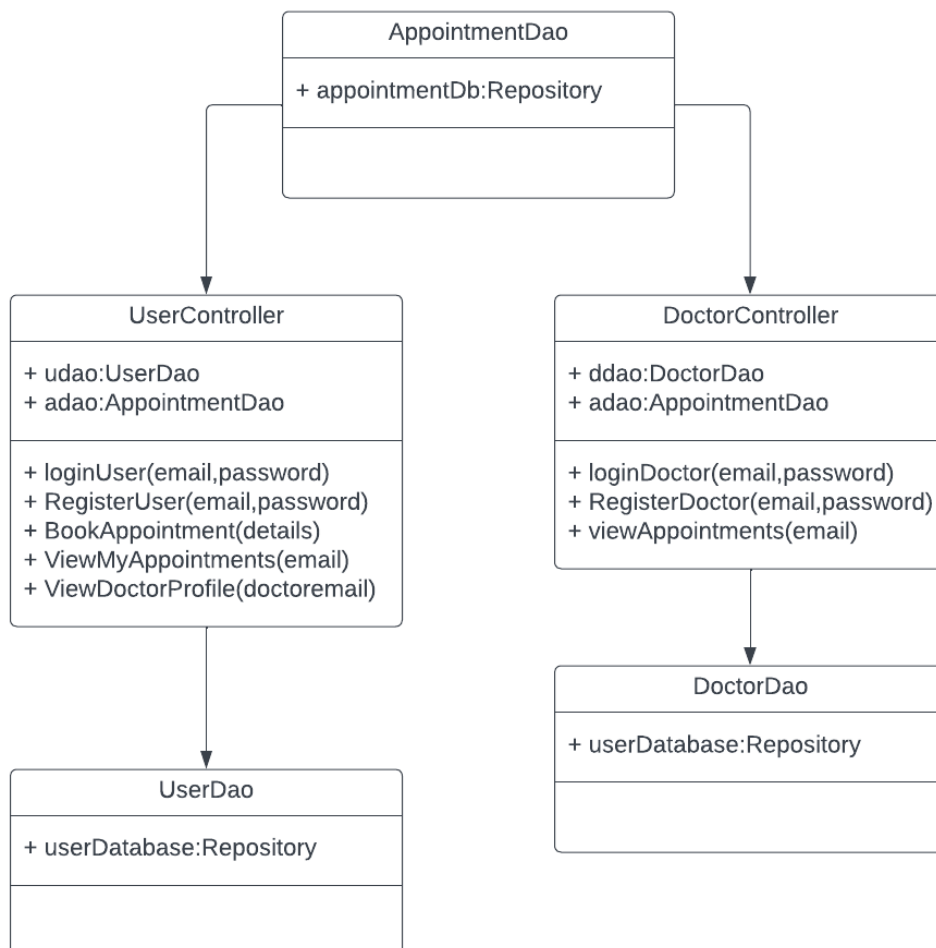 AppointmentDao
+ appointmentDb:Repository
UserController
+ udao:UserDao
+ adao:AppointmentDao
+ loginUser(email,password)
+ RegisterUser(email,password)
+ BookAppointment(details)
+ ViewMyAppointments(email)
+ ViewDoctorProfile(doctoremail)
DoctorController
+ ddao:DoctorDao
+ adao:AppointmentDao
+ loginDoctor(email,password)
+ RegisterDoctor(email,password)
+ viewAppointments(email)
DoctorDao
+ userDatabase:Repository
UserDao
+ userDatabase:Repository